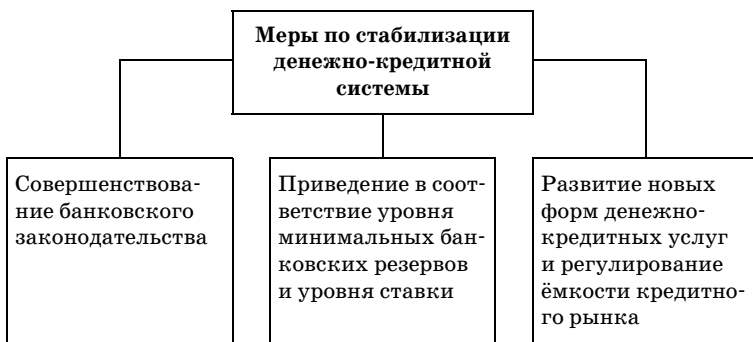 Меры по стабилизации
денежно-кредитной
системы
Совершенствова-
ние банковского
законодательства
Приведение в соот-
ветствие уровня
минимальных бан-
ковских резервов
и уровня ставки
Развитие новых
форм денежно-
кредитных услуг
и регулирование
ёмкости кредитно-
го рынка